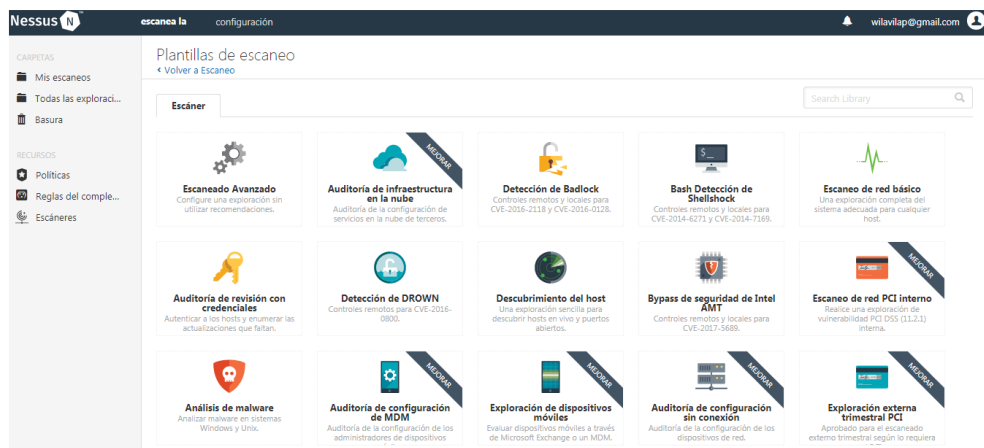 Nessus N
escanea la
configuración
wilavilap@gmail.com
CARPETAS
Mis escaneos
Todas las exploraci...
Basura
RECURSOS
Políticas
Reglas del comple...
Escáneres
Plantillas de escaneo
Volver a Escaneo
Escáner
Search Library
Escaneado Avanzado
Configure una exploración sin
utilizar recomendaciones.
MEJORAR
Auditoría de infraestructura
en la nube
Auditoría de la configuración de
servicios en la nube de terceros.
Detección de Badlock
Controles remotos y locales para
CVE-2016-2118 y CVE-2016-0128.
$_
Bash Detección de
Shellshock
Controles remotos y locales para
CVE-2014-6271 y CVE-2014-7169.
Escaneo de red básico
Una exploración completa del
sistema adecuada para cualquier
host.
Auditoría de revisión con
credenciales
Autenticar a los hosts y enumerar las
actualizaciones que faltan.
Detección de DROWN
Controles remotos para CVE-2016-
0800.
Descubrimiento del host
Una exploración sencilla para
descubrir hosts en vivo y puertos
abiertos.
Bypass de seguridad de Intel
AMT
Controles remotos y locales para
CVE-2017-5689.
MEJORAR
Escaneo de red PCI interno
Realice una exploración de
vulnerabilidad PCI DSS (11.2.1)
interna.
Análisis de malware
Analizar malware en sistemas
Windows y Unix.
MEJORAR
Auditoría de configuración
de MDM
Auditoría de la configuración de los
administradores de dispositivos
MEJORAR
Exploración de dispositivos
móviles
Evaluar dispositivos móviles a través
de Microsoft Exchange o un MDM.
MEJORAR
Auditoría de configuración
sin conexión
Auditoría de la configuración de los
dispositivos de red.
MEJORAR
Exploración externa
trimestral PCI
Aprobado para el escaneado
externo trimestral según lo requiera